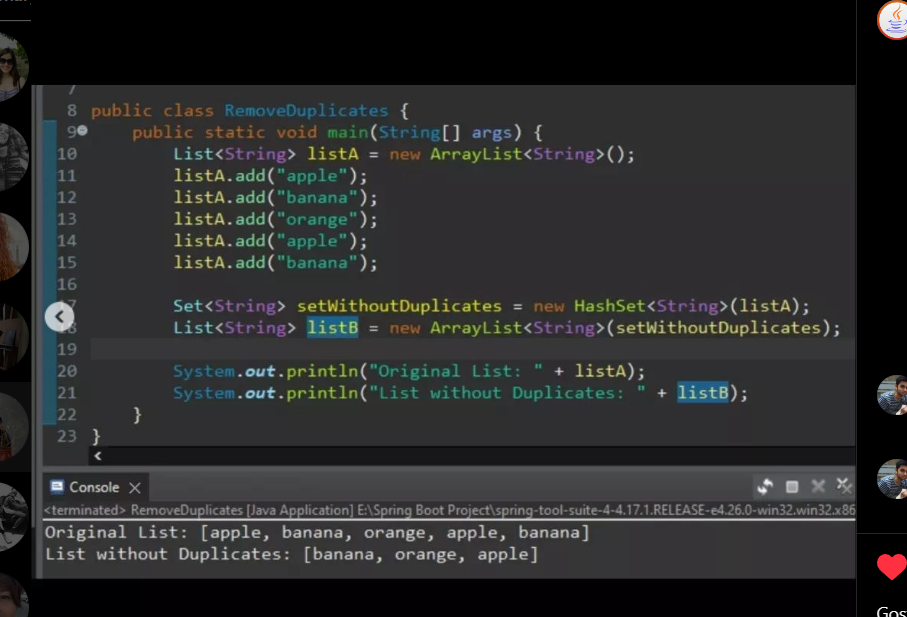 7
8 public class RemoveDuplicates {
9 public static void main(String[] args) {
10 List<String> listA = new ArrayList<String>();
11 listA.add("apple");
12 listA.add("banana");
13 listA.add("orange");
14 listA.add("apple");
15 listA.add("banana");
16
17 Set<String> setWithoutDuplicates = new HashSet<String>(listA);
18 List<String> listB = new ArrayList<String>(setWithoutDuplicates);
19
20 System.out.println("Original List: " + listA);
21 System.out.println("List without Duplicates: " + listB);
22 }
23 }
Console
<terminated> RemoveDuplicates [Java Application] E:\Spring Boot Project\spring-tool-suite-4-4.17.1.RELEASE-e4.26.0-win32.win32.x86
Original List: [apple, banana, orange, apple, banana]
List without Duplicates: [banana, orange, apple]